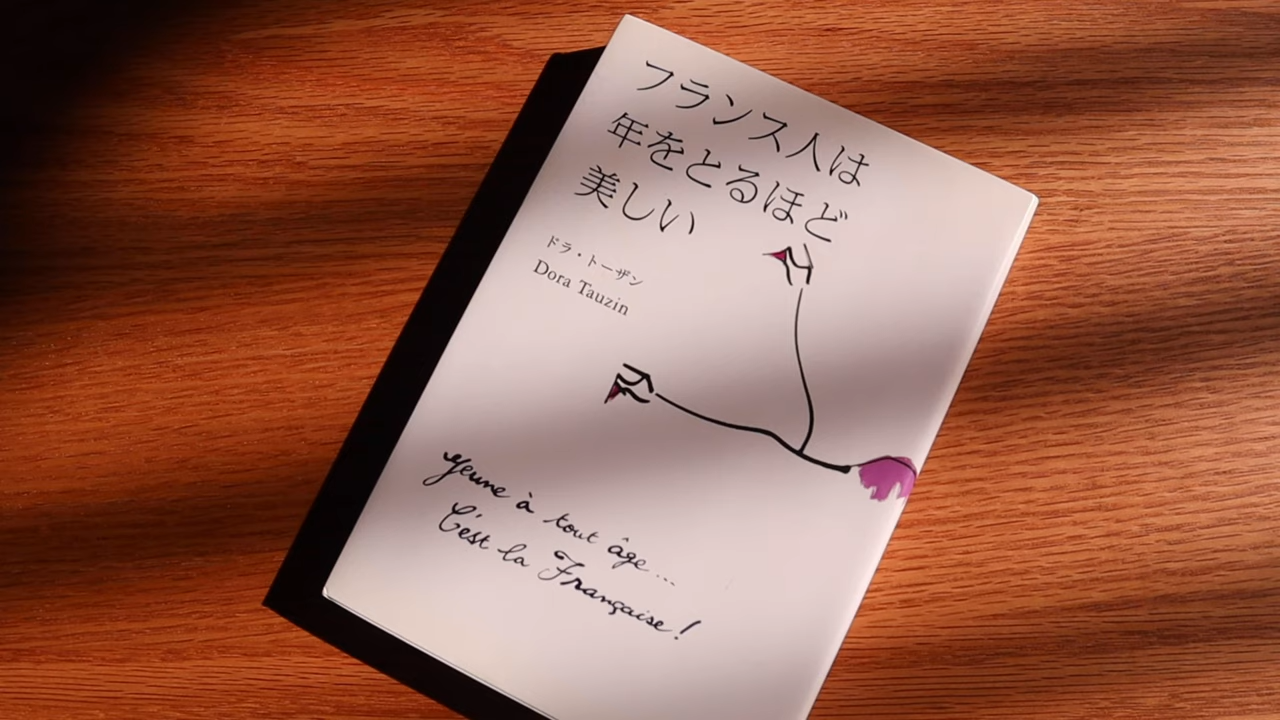 フランス人は
年をとるほど
美しい
ドラ・トーザン
Dora Tauzin
Jeune à tout âge...
C'est la Française!